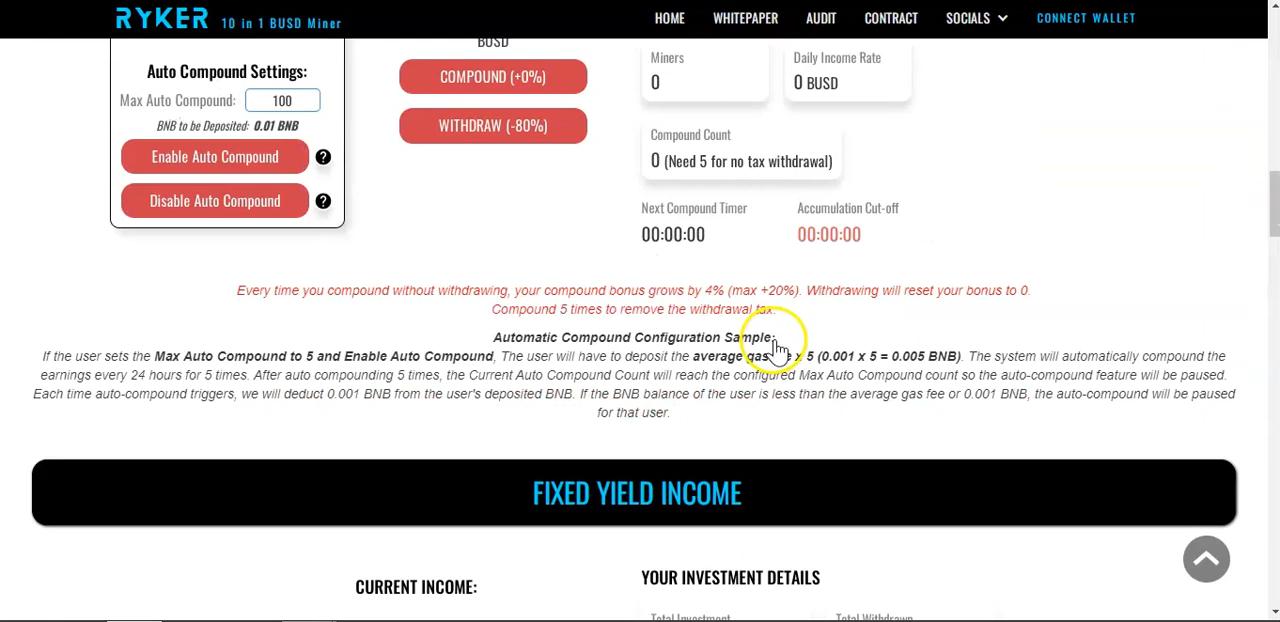 RYKER 10 in 1 BUSD Miner
HOME WHITEPAPER AUDIT CONTRACT SOCIALS CONNECT WALLET
Auto Compound Settings:
Max Auto Compound: 100
BNB to be Deposited: 0.01 BNB
Enable Auto Compound ?
Disable Auto Compound ?
BUSD
COMPOUND (+0%)
WITHDRAW (-80%)
Miners
0
Daily Income Rate
0 BUSD
Compound Count
0 (Need 5 for no tax withdrawal)
Next Compound Timer
00:00:00
Accumulation Cut-off
00:00:00
Every time you compound without withdrawing, your compound bonus grows by 4% (max +20%). Withdrawing will reset your bonus to 0.
Compound 5 times to remove the withdrawal tax.
Automatic Compound Configuration Sample:
If the user sets the Max Auto Compound to 5 and Enable Auto Compound, The user will have to deposit the average gas x 5 (0.001 x 5 = 0.005 BNB). The system will automatically compound the
earnings every 24 hours for 5 times. After auto compounding 5 times, the Current Auto Compound Count will reach the configured Max Auto Compound count so the auto-compound feature will be paused.
Each time auto-compound triggers, we will deduct 0.001 BNB from the user's deposited BNB. If the BNB balance of the user is less than the average gas fee or 0.001 BNB, the auto-compound will be paused
for that user.
FIXED YIELD INCOME
CURRENT INCOME:
YOUR INVESTMENT DETAILS
Total Investment
Total Withdrawn